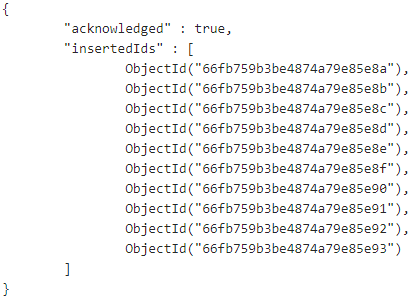 {
"acknowledged" : true,
"insertedIds" : [
ObjectId("66fb759b3be4874a79e85e8a"),
ObjectId("66fb759b3be4874a79e85e8b"),
ObjectId("66fb759b3be4874a79e85e8c"),
ObjectId("66fb759b3be4874a79e85e8d"),
ObjectId("66fb759b3be4874a79e85e8e"),
ObjectId("66fb759b3be4874a79e85e8f"),
ObjectId("66fb759b3be4874a79e85e90"),
ObjectId("66fb759b3be4874a79e85e91"),
ObjectId("66fb759b3be4874a79e85e92"),
ObjectId("66fb759b3be4874a79e85e93")
]
}